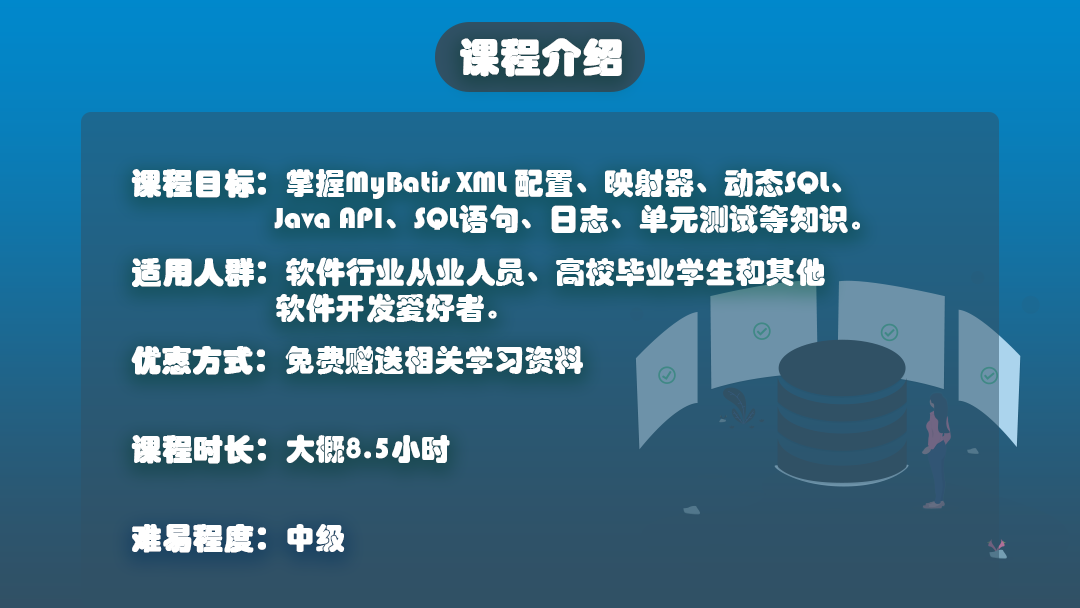 课程介绍
课程目标：掌握MyBatis XML 配置、映射器、动态SQL、
Java API、SQL语句、日志、单元测试等知识。
适用人群：软件行业从业人员、高校毕业学生和其他
软件开发爱好者。
优惠方式：免费赠送相关学习资料
课程时长：大概8.5小时
难易程度：中级